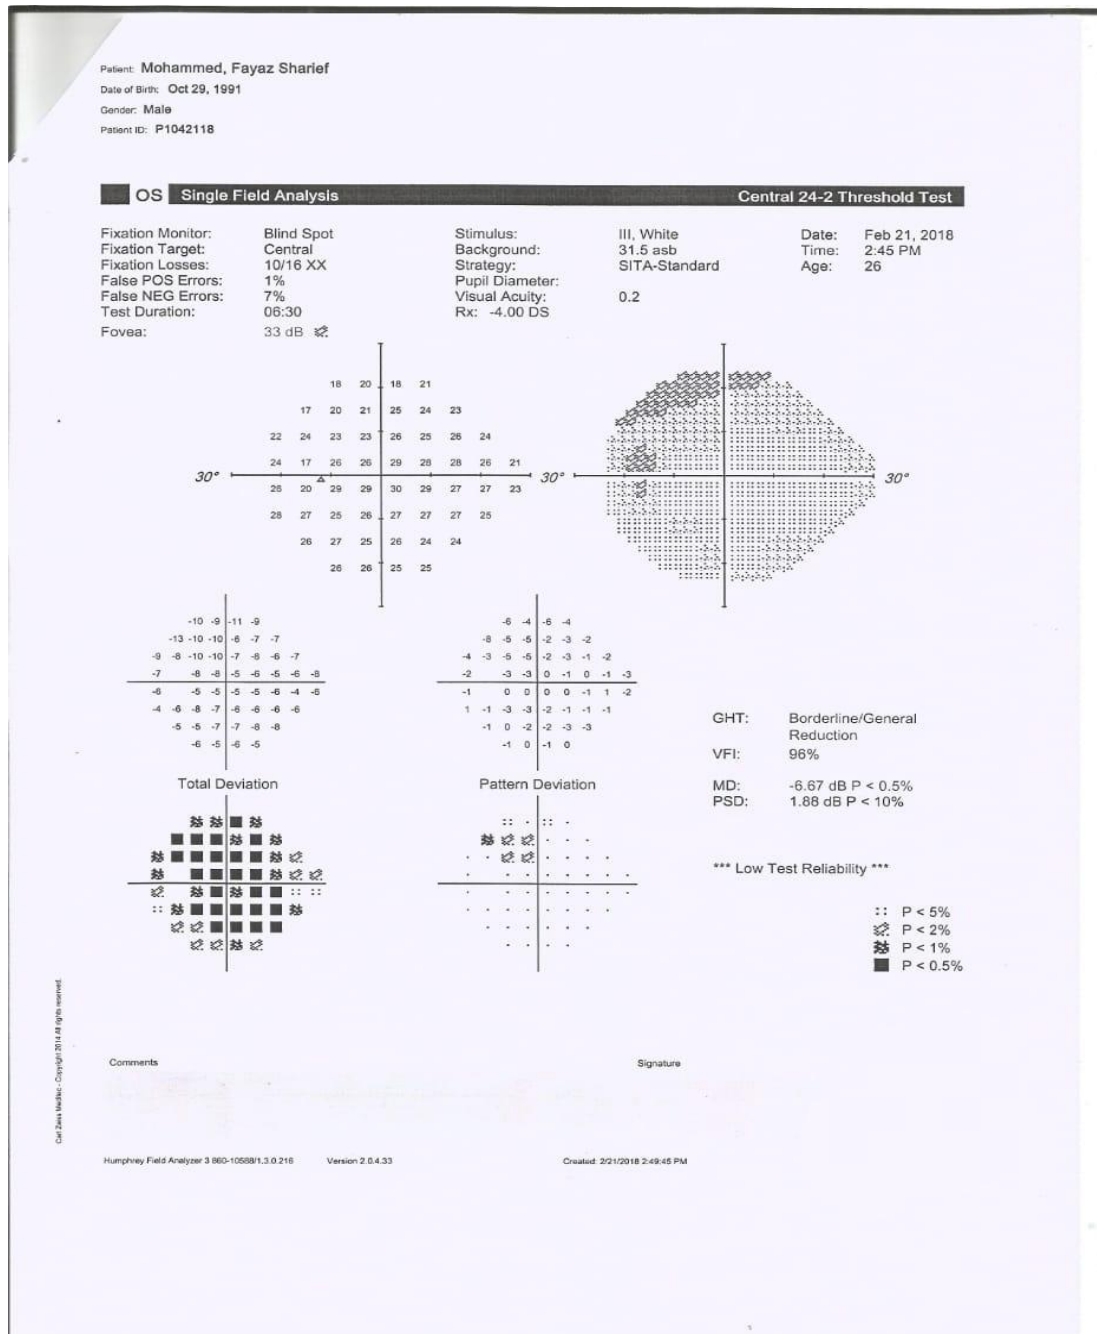 Patient: Mohammed, Fayaz Sharief
Date of Birth: Oct 29, 1991
Gender: Male
Patient ID: P1042118
OS Single Field Analysis Central 24-2 Threshold Test
Fixation Monitor: Blind Spot Stimulus: III, White Date: Feb 21, 2018
Fixation Target: Central Background: 31.5 asb Time: 2:45 PM
Fixation Losses: 10/16 XX Strategy: SITA-Standard Age: 26
False POS Errors: 1% Pupil Diameter:
False NEG Errors: 7% Visual Acuity: 0.2
Test Duration: 06:30 Rx: -4.00 DS
Fovea: 33 dB
18 20 18 21
17 20 21 25 24 23
22 24 23 23 26 25 26 24
24 17 26 26 29 28 28 26 21
30° 30° 30°
26 20 29 29 30 29 27 27 23
28 27 25 26 27 27 27 25
26 27 25 26 24 24
26 26 25 25
-10 -9 -11 -9 -6 -4 -6 -4
-13 -10 -10 -6 -7 -7 -8 -5 -5 -2 -3 -2
-9 -8 -10 -10 -7 -8 -6 -7 -4 -3 -5 -5 -2 -3 -1 -2
-7 -8 -8 -5 -6 -5 -6 -8 -2 -3 -3 0 -1 0 -1 -3
-6 -5 -5 -5 -5 -6 -4 -6 -1 0 0 0 0 -1 1 -2
-4 -6 -8 -7 -6 -6 -6 -6 1 -1 -3 -3 -2 -1 -1 -1
-5 -5 -7 -7 -8 -8 -1 0 -2 -2 -3 -3
-6 -5 -6 -5 -1 0 -1 0
GHT: Borderline/General
Reduction
VFI: 96%
Total Deviation Pattern Deviation
MD: -6.67 dB P < 0.5%
PSD: 1.88 dB P < 10%
*** Low Test Reliability ***
P < 5%
P < 2%
P < 1%
P < 0.5%
Carl Zeiss Meditec - Copyright 2014 All rights reserved.
Comments Signature
Humphrey Field Analyzer 3 860-10588/1.3.0.216 Version 2.0.4.33 Created: 2/21/2018 2:49:45 PM